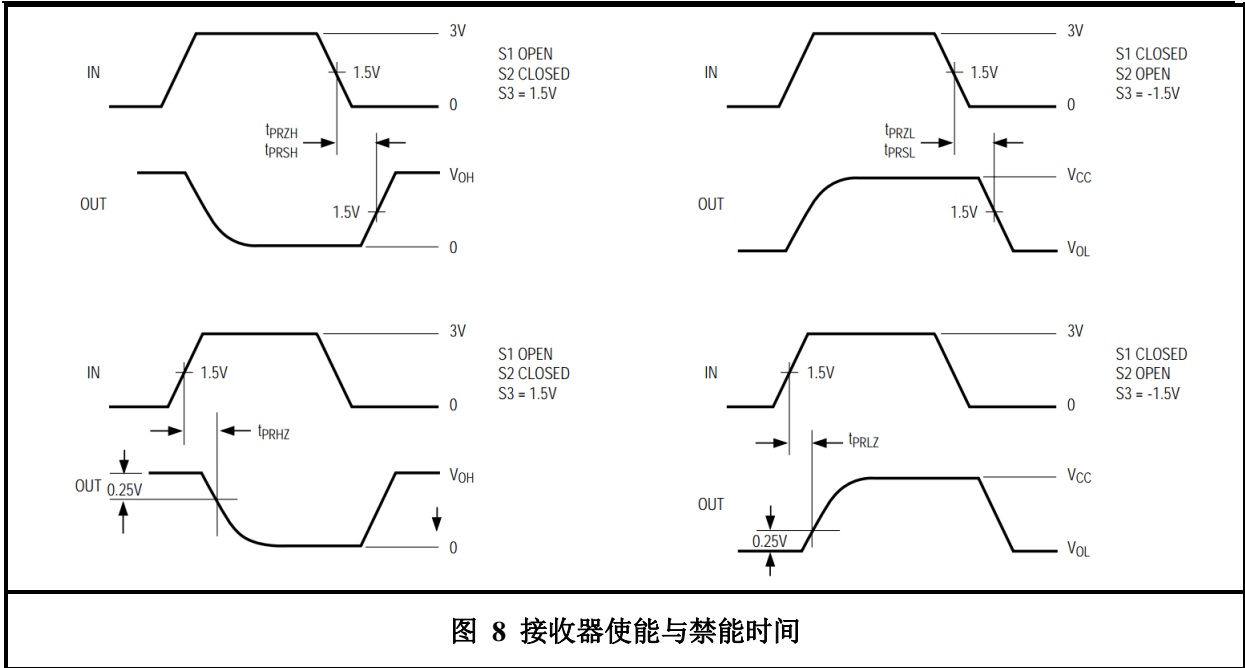 3V
S1 OPEN
S2 CLOSED
S3 = 1.5V
IN
1.5V
0
tPRZH
tPRSH
VOH
OUT
1.5V
0
3V
S1 CLOSED
S2 OPEN
S3 = -1.5V
IN
1.5V
0
tPRZL
tPRSL
VCC
OUT
1.5V
VOL
3V
S1 OPEN
S2 CLOSED
S3 = 1.5V
IN
1.5V
0
tPRHZ
VOH
OUT
0.25V
0
3V
S1 CLOSED
S2 OPEN
S3 = -1.5V
IN
1.5V
0
tPRLZ
VCC
OUT
0.25V
VOL
图 8 接收器使能与禁能时间